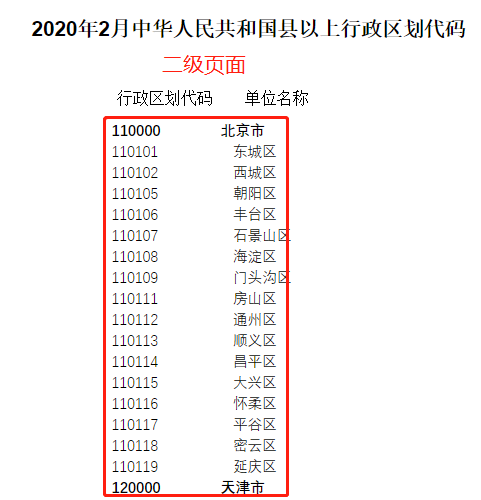 2020年2月中华人民共和国县以上行政区划代码
二级页面
行政区划代码 单位名称
110000 北京市
110101 东城区
110102 西城区
110105 朝阳区
110106 丰台区
110107 石景山区
110108 海淀区
110109 门头沟区
110111 房山区
110112 通州区
110113 顺义区
110114 昌平区
110115 大兴区
110116 怀柔区
110117 平谷区
110118 密云区
110119 延庆区
120000 天津市